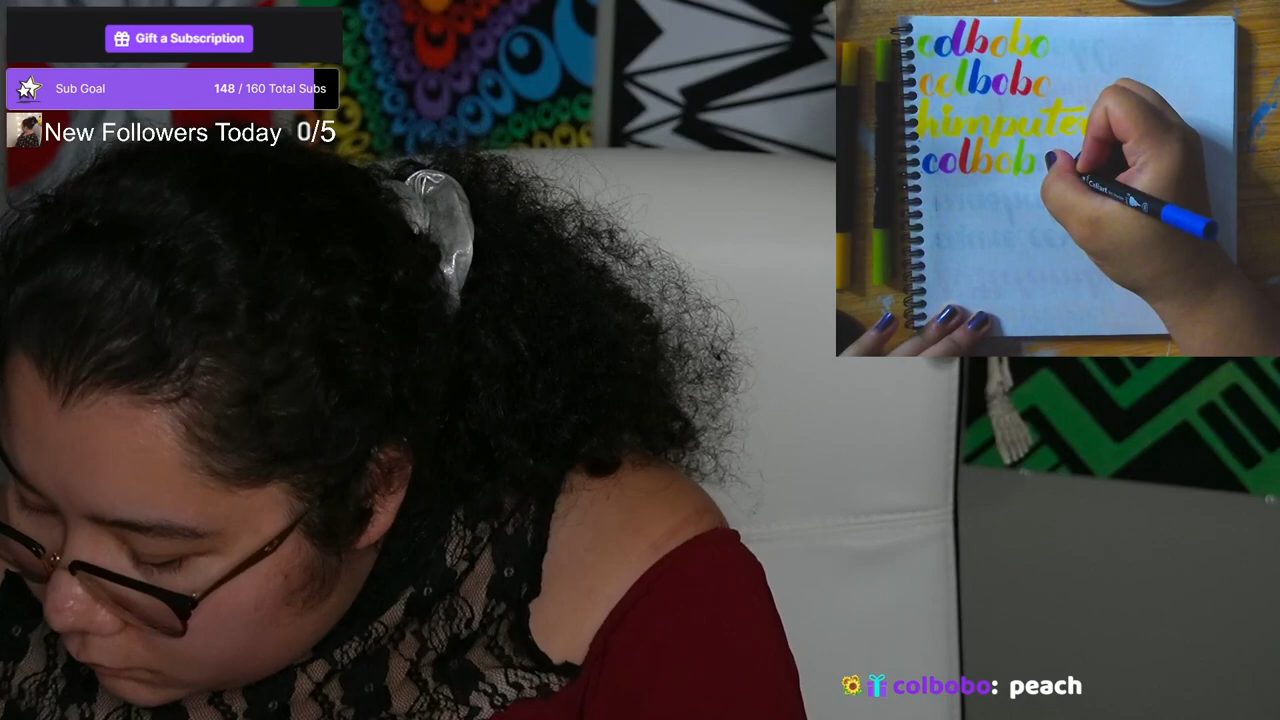 Gift a Subscription
Sub Goal 148 / 160 Total Subs
New Followers Today 0/5
colbobo
colbobo
himputer
colbob
Caliart
colbobo: peach